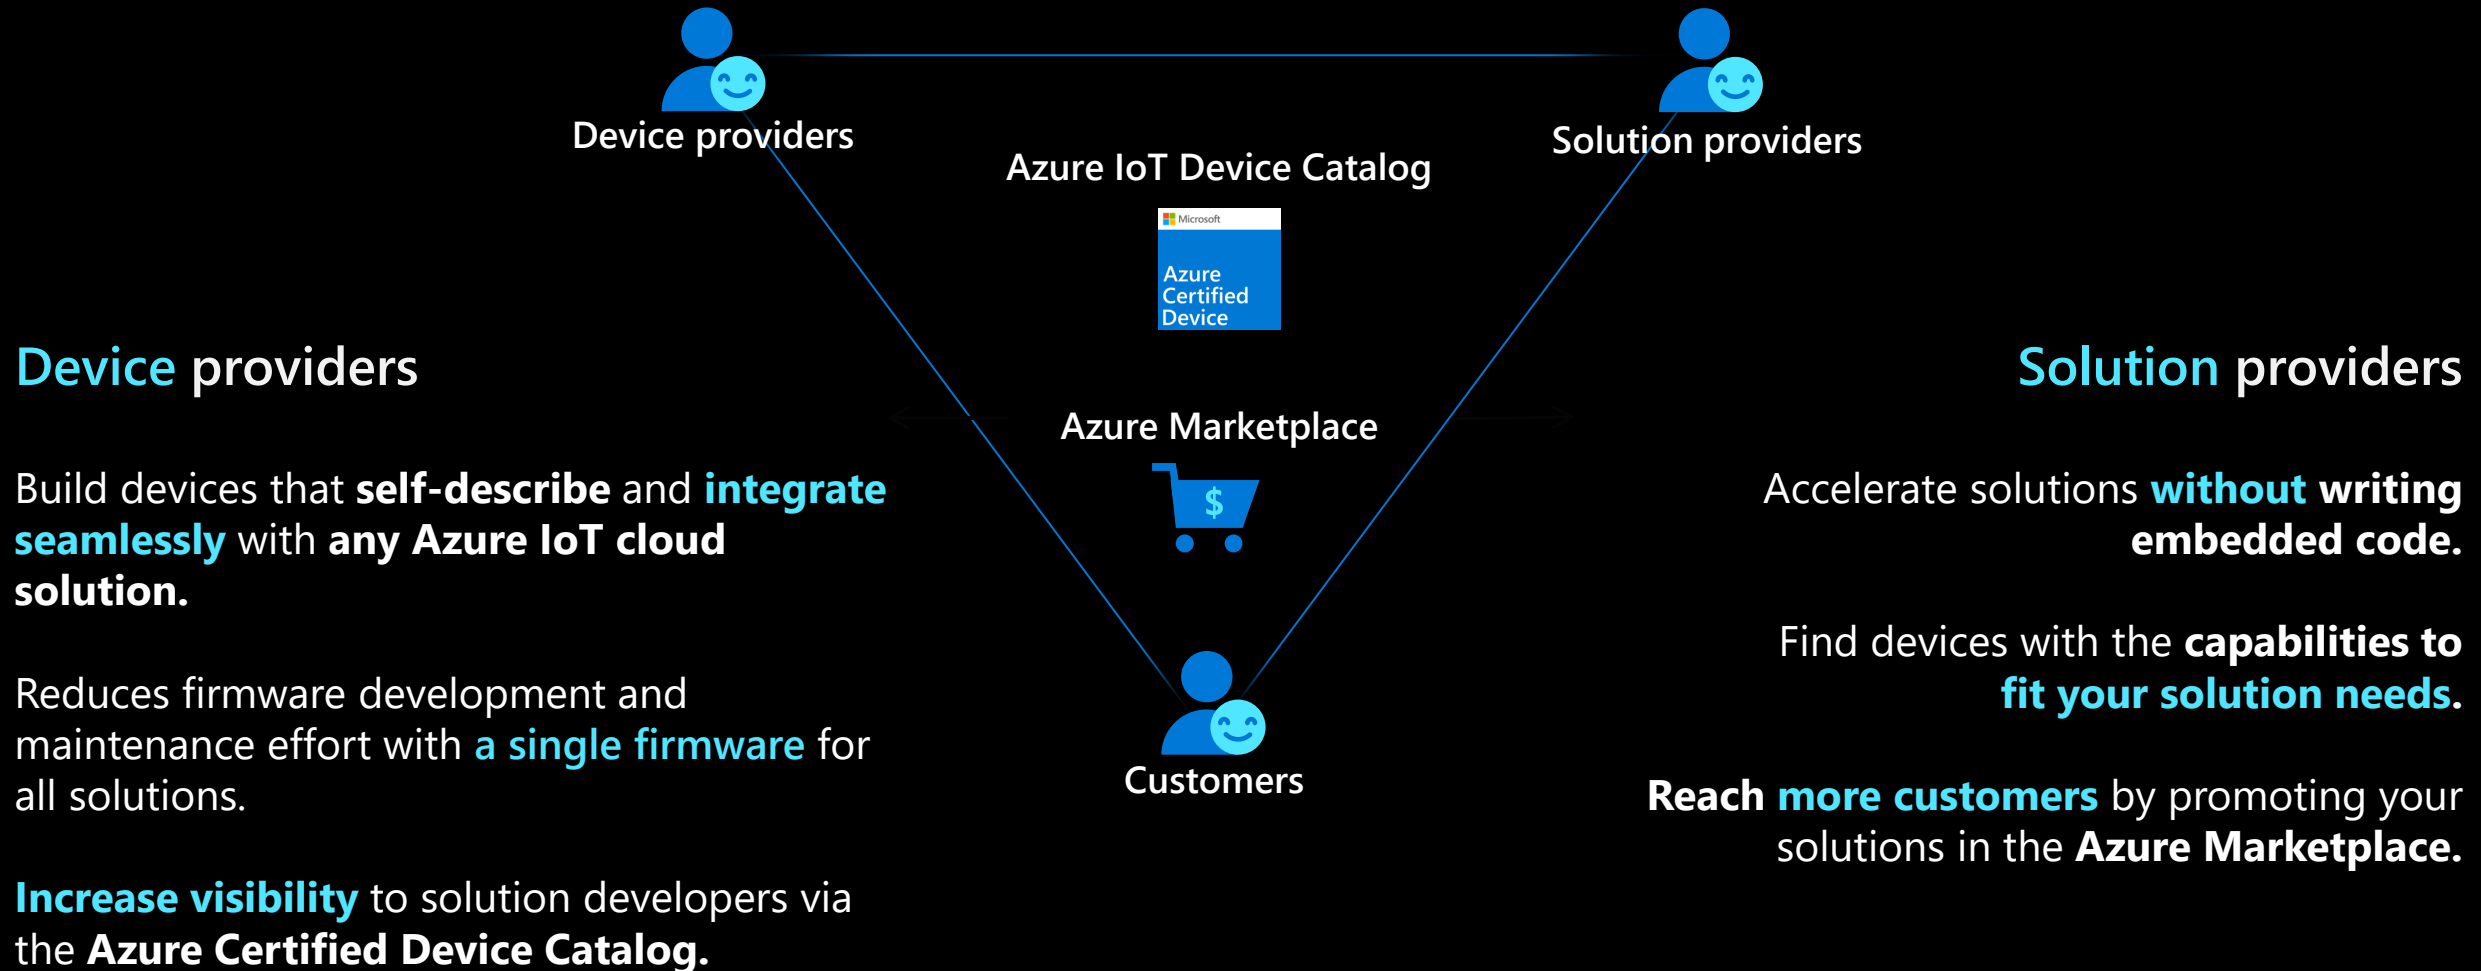 Device providers
Solution providers
Azure IoT Device Catalog
Microsoft
Azure
Certified
Device
Device providers
Build devices that self-describe and integrate
seamlessly with any Azure IoT cloud
solution.
Reduces firmware development and
maintenance effort with a single firmware for
all solutions.
Increase visibility to solution developers via
the Azure Certified Device Catalog.
Azure Marketplace
$
Customers
Solution providers
Accelerate solutions without writing
embedded code.
Find devices with the capabilities to
fit your solution needs.
Reach more customers by promoting your
solutions in the Azure Marketplace.